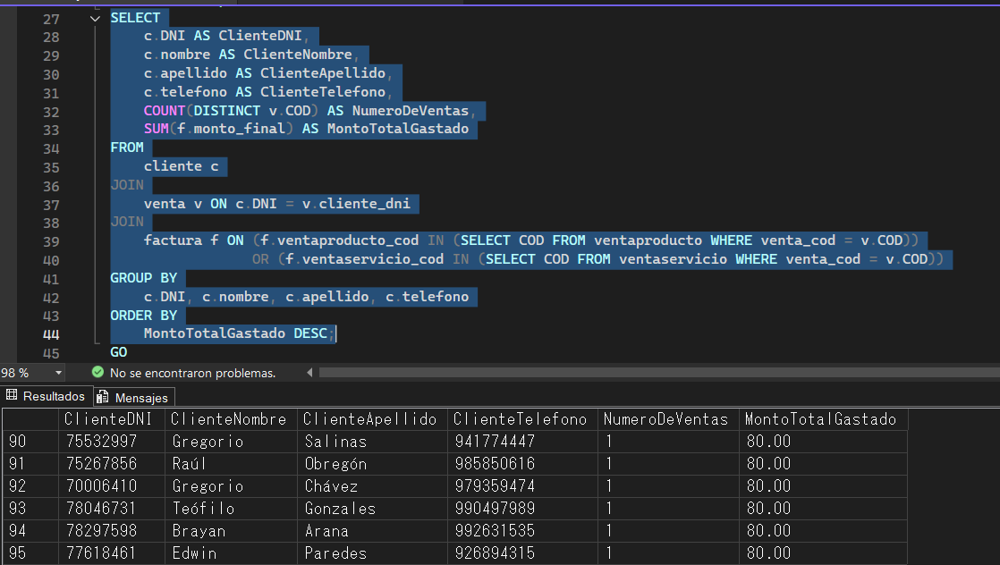 27 SELECT
28 c.DNI AS ClienteDNI,
29 c.nombre AS ClienteNombre,
30 c.apellido AS ClienteApellido,
31 c.telefono AS ClienteTelefono,
32 COUNT(DISTINCT v.COD) AS NumeroDeVentas,
33 SUM(f.monto_final) AS MontoTotalGastado
34 FROM
35 cliente c
36 JOIN
37 venta v ON c.DNI = v.cliente_dni
38 JOIN
39 factura f ON (f.ventaproducto_cod IN (SELECT COD FROM ventaproducto WHERE venta_cod = v.COD))
40 OR (f.ventaservicio_cod IN (SELECT COD FROM ventaservicio WHERE venta_cod = v.COD))
41 GROUP BY
42 c.DNI, c.nombre, c.apellido, c.telefono
43 ORDER BY
44 MontoTotalGastado DESC;
45 GO
98 % No se encontraron problemas.
Resultados Mensajes
ClienteDNI ClienteNombre ClienteApellido ClienteTelefono NumeroDeVentas MontoTotalGastado
90 75532997 Gregorio Salinas 941774447 1 80.00
91 75267856 Raúl Obregón 985850616 1 80.00
92 70006410 Gregorio Chávez 979359474 1 80.00
93 78046731 Teófilo Gonzales 990497989 1 80.00
94 78297598 Brayan Arana 992631535 1 80.00
95 77618461 Edwin Paredes 926894315 1 80.00